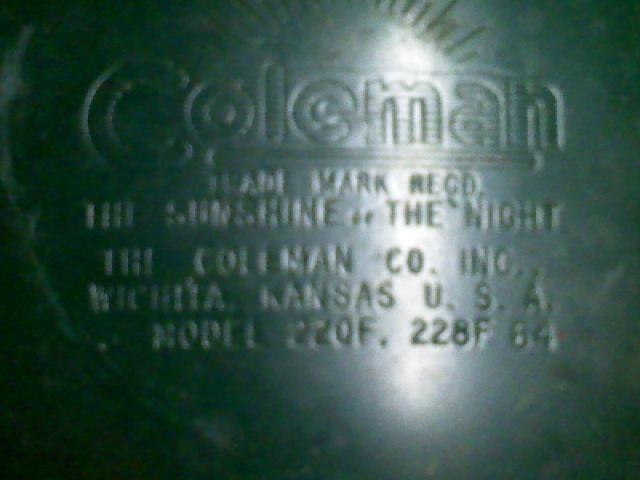 Coleman
TRADE MARK REGD.
THE SUNSHINE OF THE NIGHT
THE COLEMAN CO. INC.,
WICHITA, KANSAS U. S. A.
MODEL 220F, 228F 64